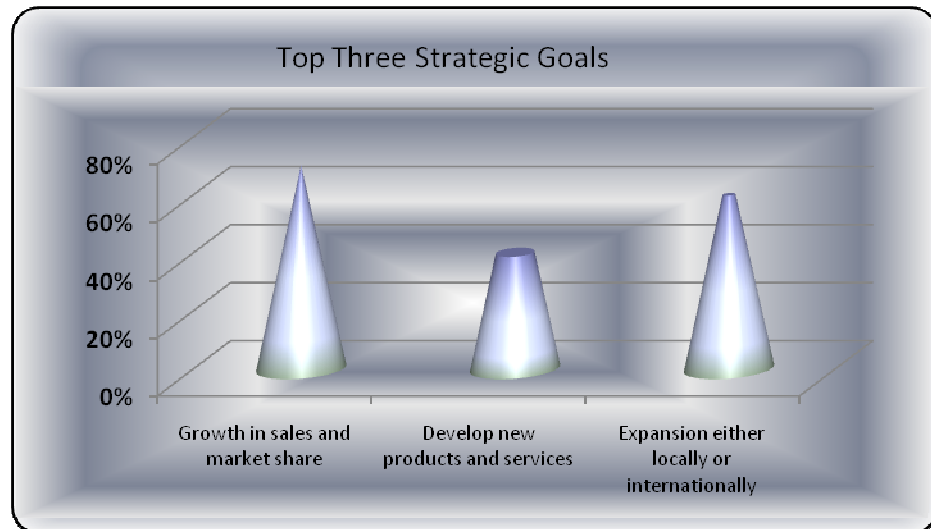 Top Three Strategic Goals
80%
60%
40%
20%
0%
Growth in sales and
market share
Develop new
products and services
Expansion either
locally or
internationally